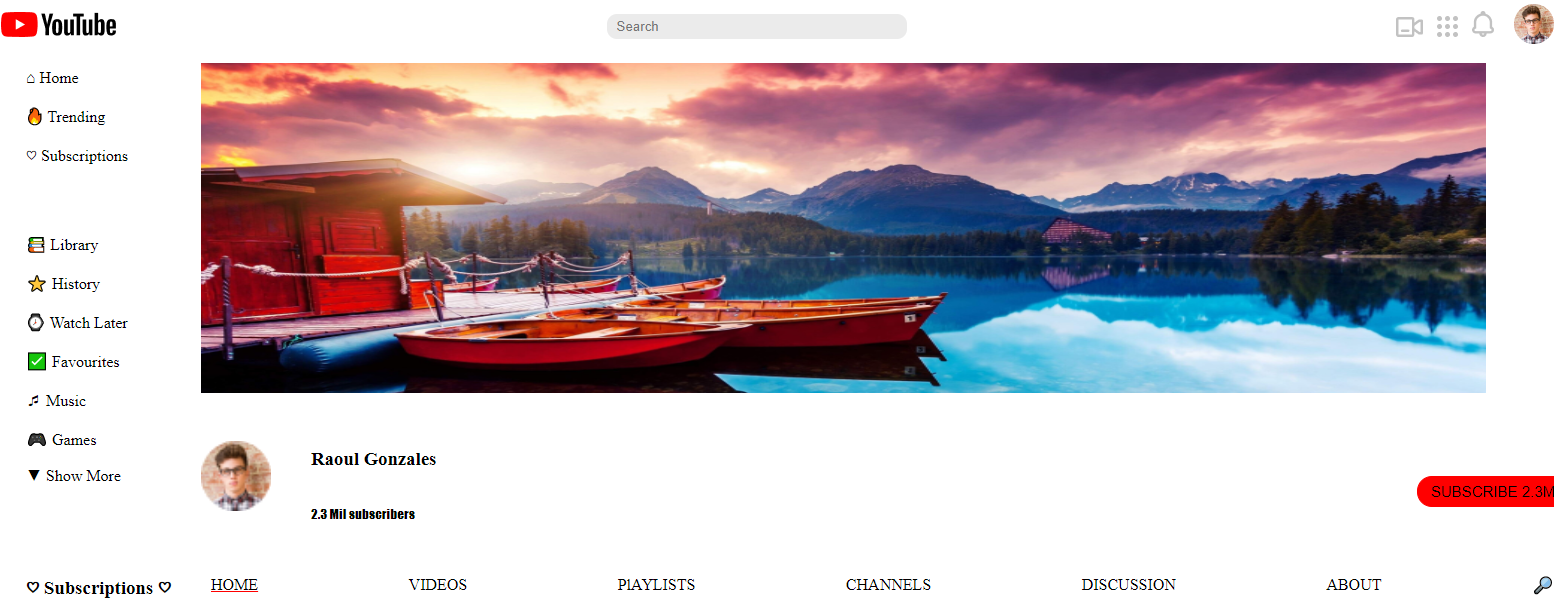 YouTube
Search
Home
Trending
Subscriptions
Library
History
Watch Later
Favourites
Music
Games
Show More
Raoul Gonzales
2.3 Mil subscribers
SUBSCRIBE 2.3M
Subscriptions
HOME
VIDEOS
PlAYLISTS
CHANNELS
DISCUSSION
ABOUT